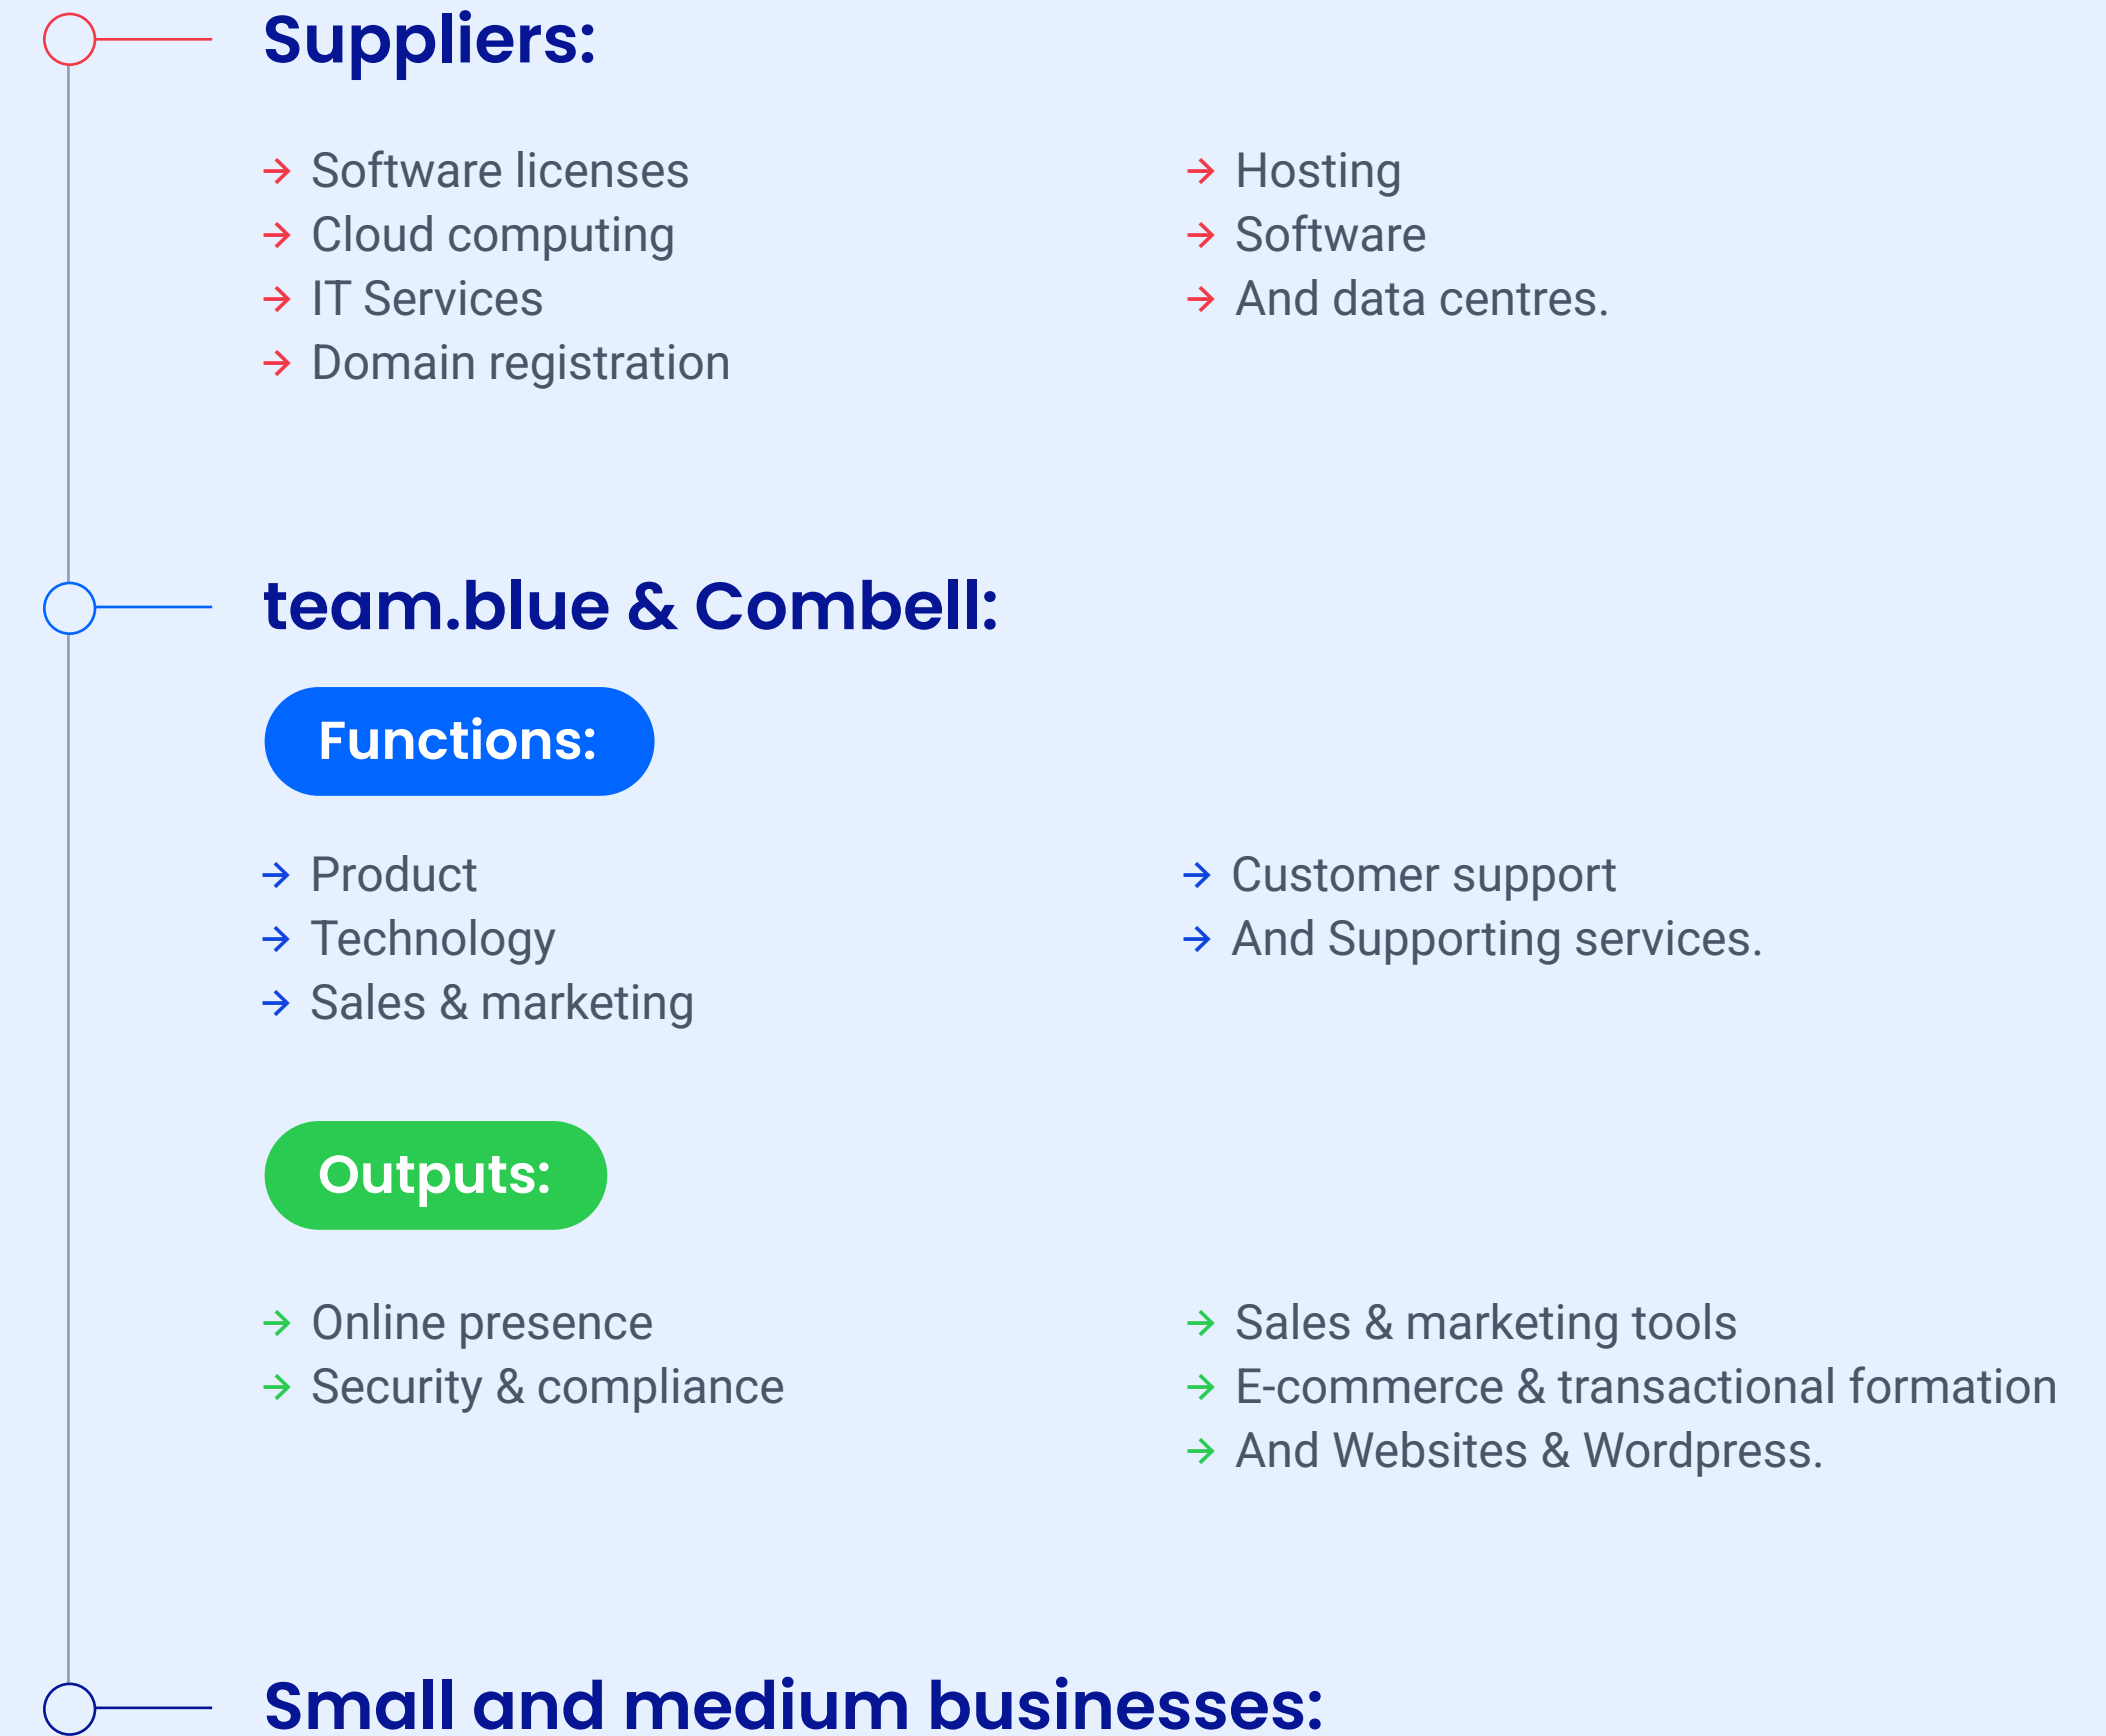 Suppliers:
Software licenses
Cloud computing
IT Services
Domain registration
Hosting
Software
And data centres.
team.blue & Combell:
Functions:
Product
Technology
Sales & marketing
Customer support
And Supporting services.
Outputs:
Online presence
Security & compliance
Sales & marketing tools
E-commerce & transactional formation
And Websites & Wordpress.
Small and medium businesses: